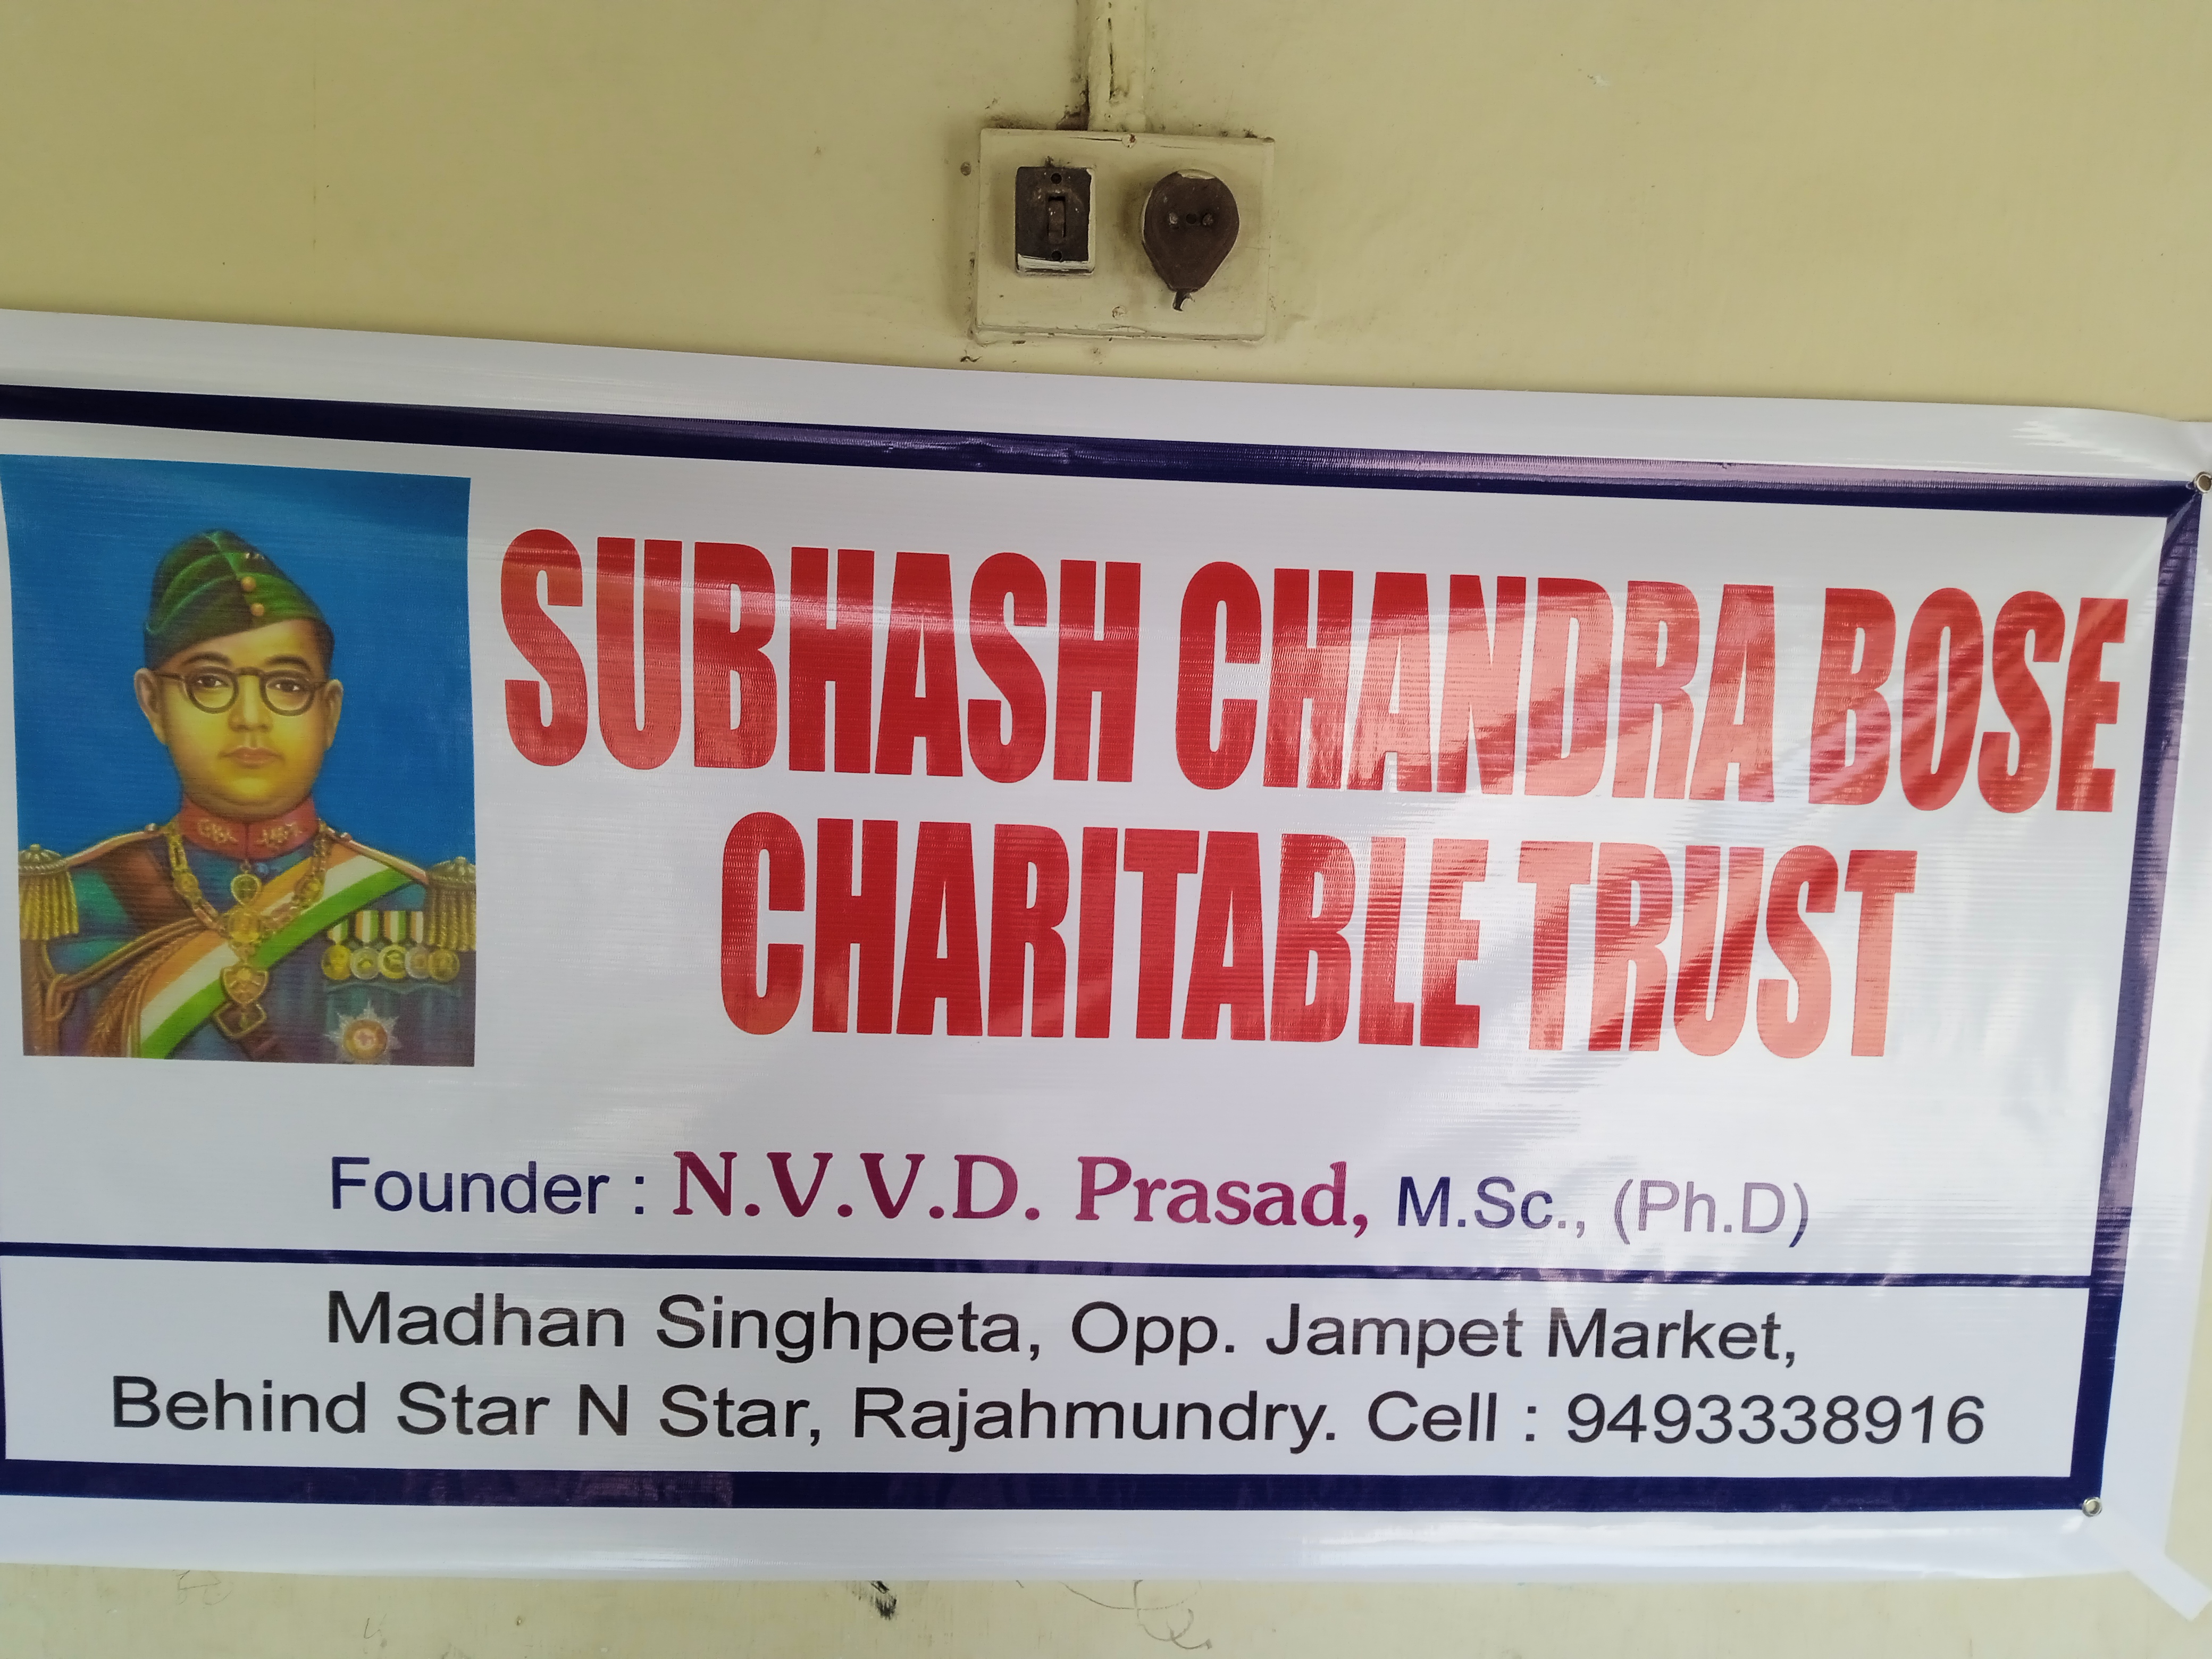 SUBHASH CHANDRA BOSE
CHARITABLE TRUST
Founder : N.V.V.D. Prasad, M.Sc., (Ph.D)
Madhan Singhpeta, Opp. Jampet Market,
Behind Star N Star, Rajahmundry. Cell : 9493338916